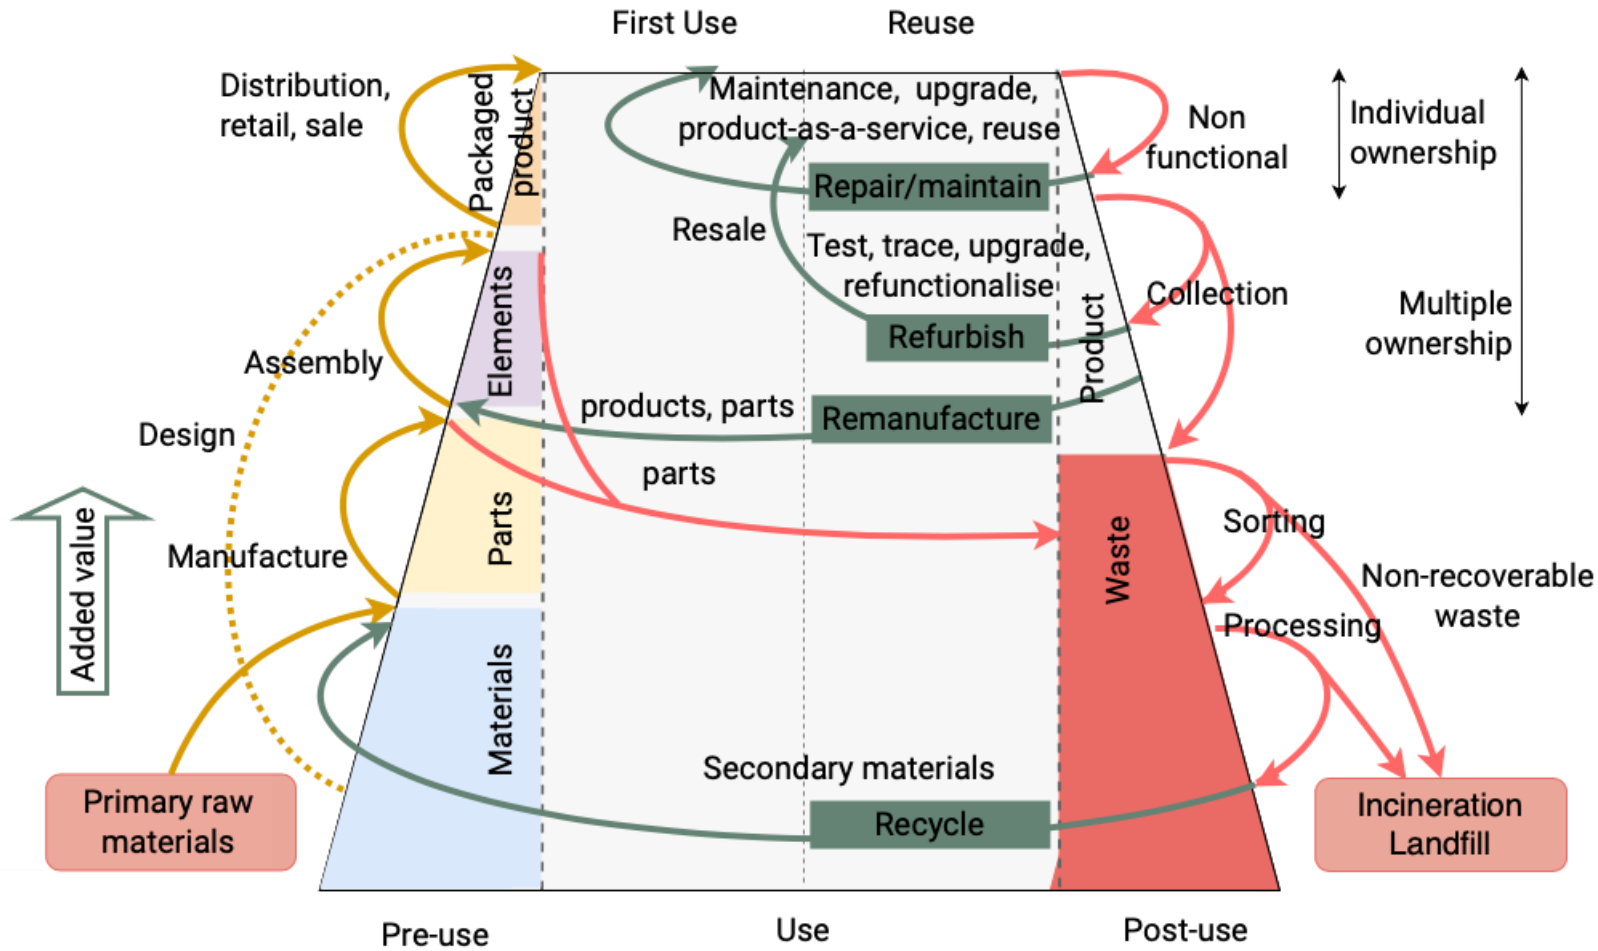 First Use
Reuse
Distribution,
retail, sale
Packaged
product
Maintenance, upgrade,
product-as-a-service, reuse
Non
functional
Individual
ownership
Repair/maintain
Resale
Test, trace, upgrade,
refunctionalise
Collection
Multiple
ownership
Elements
Refurbish
Product
Assembly
products, parts
Remanufacture
Design
parts
Added value
Parts
Manufacture
Waste
Sorting
Non-recoverable
waste
Processing
Materials
Secondary materials
Primary raw
materials
Recycle
Incineration
Landfill
Pre-use
Use
Post-use